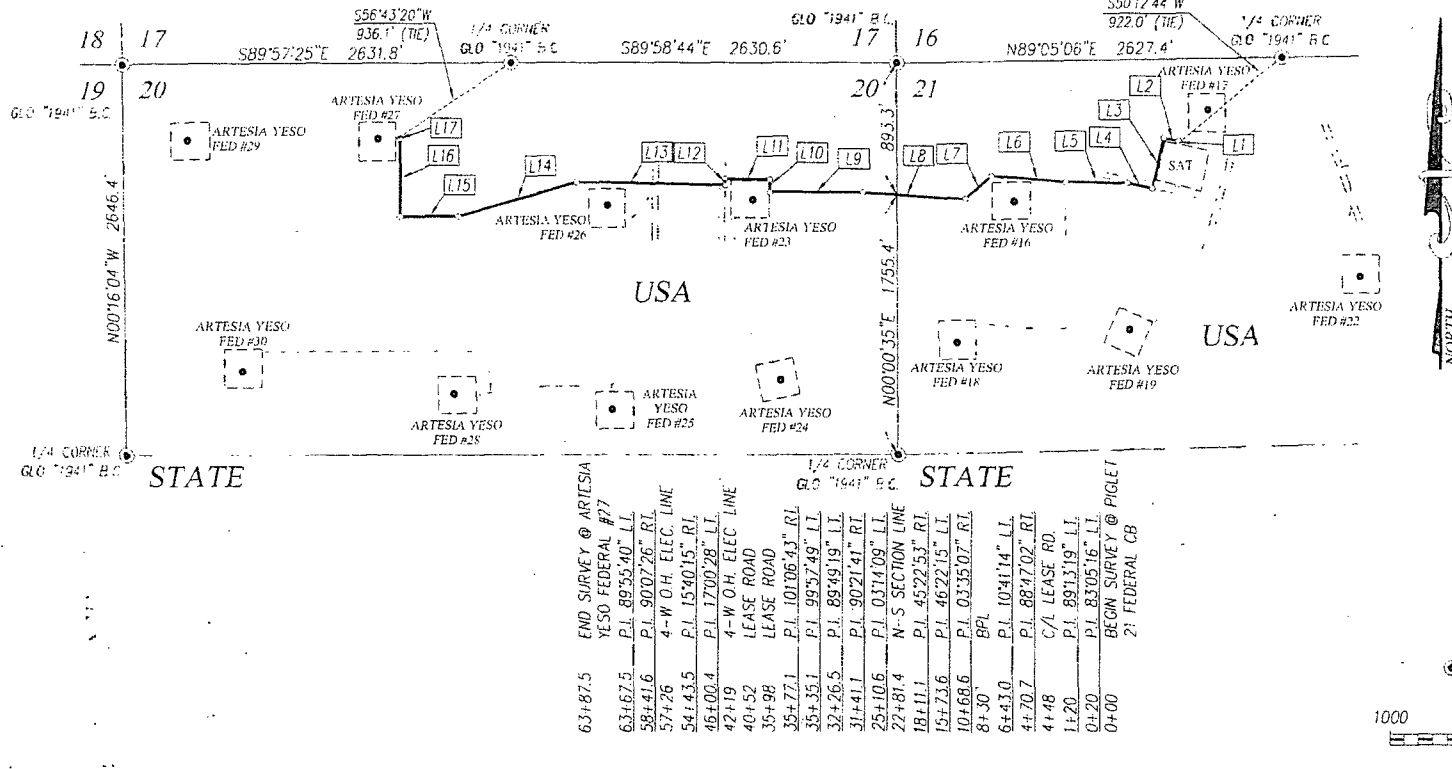 S56°43'20"W
936.1' (TIE)
1/4 CORNER
GLO "1941" B.C.
GLO "1941" B.C.
S50°12'44"W
922.0' (TIE)
1/4 CORNER
GLO "1941" B.C.
18 17
S89°57'25"E 2631.8'
S89°58'44"E 2630.6'
17 16
N89°05'06"E 2627.4'
19 20
GLO "1941" B.C.
20 21
ARTESIA YESO
FED #29
ARTESIA YESO
FED #27
L17
L16
L15
L14
L13
L12
L11
L10
L9
L8
L7
L6
L5
L4
L3
L2
L1
ARTESIA YESO
FED #17
SAT
893.3'
N00°16'04"W 2646.4'
N00°00'35"E 1755.4'
ARTESIA YESO
FED #26
ARTESIA YESO
FED #23
ARTESIA YESO
FED #16
USA
USA
ARTESIA YESO
FED #22
NORTH
ARTESIA YESO
FED #30
ARTESIA YESO
FED #28
ARTESIA
YESO
FED #25
ARTESIA YESO
FED #24
ARTESIA YESO
FED #18
ARTESIA YESO
FED #19
1/4 CORNER
GLO "1941" B.C.
STATE
1/4 CORNER
GLO "1941" B.C.
STATE
63+87.5 END SURVEY @ ARTESIA
YESO FEDERAL #27
63+67.5 P.I. 89°55'40" LT.
58+41.6 P.I. 90°07'26" RT.
57+26 4-W O.H. ELEC. LINE
54+43.5 P.I. 15°40'15" RT.
46+00.4 P.I. 17°00'28" LT.
42+19 4-W O.H. ELEC. LINE
40+52 LEASE ROAD
35+98 LEASE ROAD
35+77.1 P.I. 101°06'43" RT.
35+35.1 P.I. 99°57'49" LT.
32+26.5 P.I. 89°49'19" LT.
31+41.1 P.I. 90°21'41" RT.
25+10.6 P.I. 03°14'09" LT.
22+81.4 N-S SECTION LINE
18+11.1 P.I. 45°22'53" RT.
15+73.6 P.I. 46°22'15" LT.
10+68.6 P.I. 03°35'07" RT.
8+30 BPL
6+43.0 P.I. 10°41'14" LT.
4+70.7 P.I. 88°47'02" RT.
4+48 C/L LEASE RD.
1+20 P.I. 89°13'19" LT.
0+20 P.I. 83°05'16" LT.
0+00 BEGIN SURVEY @ PIGLET
21 FEDERAL CB
1000